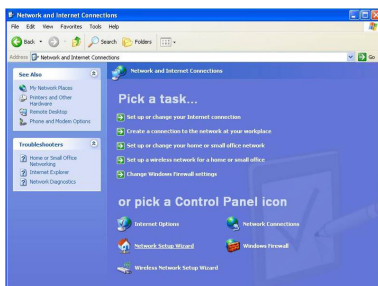 Network and Internet Connections
File Edit View Favorites Tools Help
Back Search Folders
Address Network and Internet Connections Go
See Also
My Network Places
Printers and Other
Hardware
Remote Desktop
Phone and Modem Options
Troubleshooters
Home or Small Office
Networking
Internet Explorer
Network Diagnostics
Network and Internet Connections
Pick a task...
Set up or change your Internet connection
Create a connection to the network at your workplace
Set up or change your home or small office network
Set up a wireless network for a home or small office
Change Windows Firewall settings
or pick a Control Panel icon
Internet Options
Network Connections
Network Setup Wizard
Windows Firewall
Wireless Network Setup Wizard